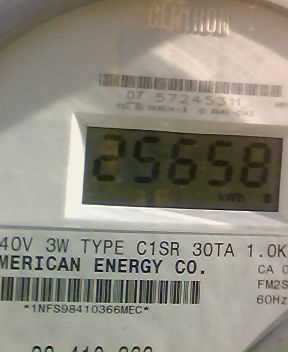 CENTRON
07 57245311
25658
kWh
40V 3W TYPE C1SR 30TA 1.0K
MERICAN ENERGY CO.
CA 0
FM2S
60Hz
*1NFS98410366MEC*